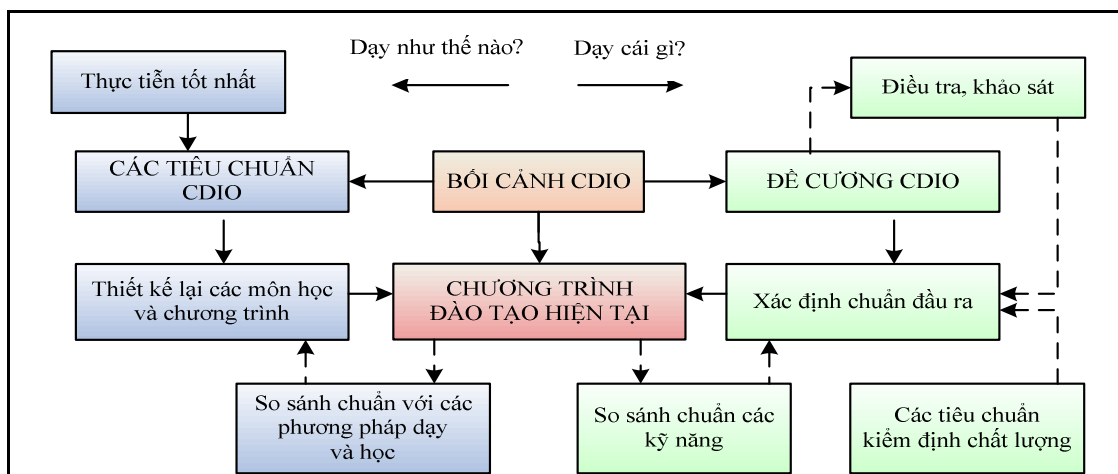 Dạy như thế nào?
Dạy cái gì?
Thực tiễn tốt nhất
Điều tra, khảo sát
CÁC TIÊU CHUẨN
CDIO
BỐI CẢNH CDIO
ĐỀ CƯƠNG CDIO
Thiết kế lại các môn học
và chương trình
CHƯƠNG TRÌNH
ĐÀO TẠO HIỆN TẠI
Xác định chuẩn đầu ra
So sánh chuẩn với các
phương pháp dạy
và học
So sánh chuẩn các
kỹ năng
Các tiêu chuẩn
kiểm định chất lượng